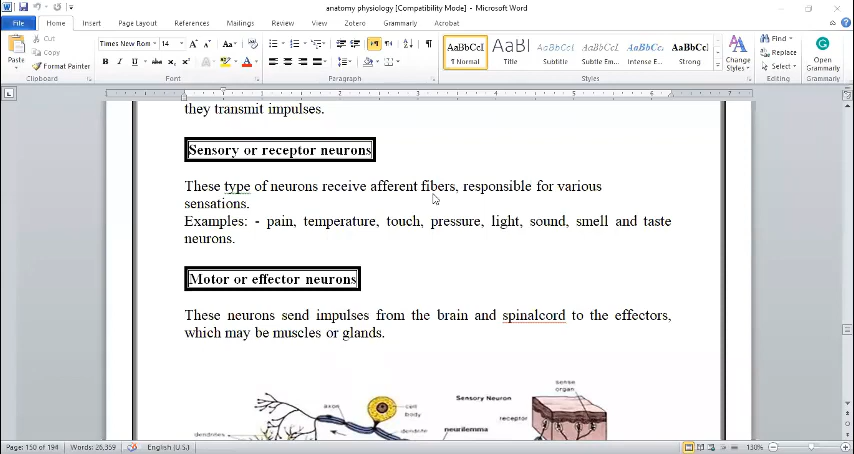 anatomy physiology [Compatibility Mode] - Microsoft Word
File Home Insert Page Layout References Mailings Review View Zotero Grammarly Acrobat
Paste
Cut
Copy
Format Painter
Clipboard
Times New Rom 14
Font
Paragraph
AaBbCcI AaBl AaBbCc. AaBbCc. AaBbCc. AaBbCcl
¶ Normal Title Subtitle Subtle Em... Intense E... Strong
Change Styles
Styles
Find
Replace
Select
Editing
Open Grammarly
Grammarly
they transmit impulses.
Sensory or receptor neurons
These type of neurons receive afferent fibers, responsible for various
sensations.
Examples: - pain, temperature, touch, pressure, light, sound, smell and taste
neurons.
Motor or effector neurons
These neurons send impulses from the brain and spinalcord to the effectors,
which may be muscles or glands.
axon
cell body
dendrites
dendrite
Sensory Neuron
neurilemma
sense organ
receptor
Page: 150 of 194 Words: 26,359 English (U.S.) 130%